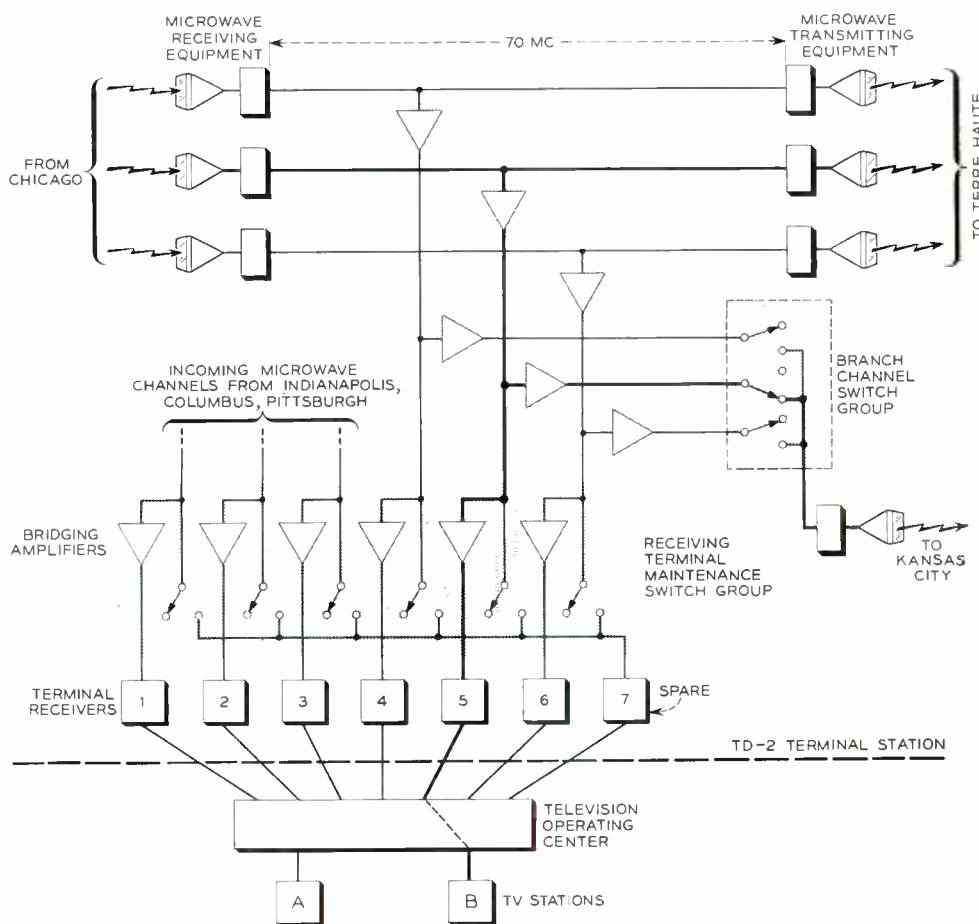 MICROWAVE
RECEIVING
EQUIPMENT
70 MC
MICROWAVE
TRANSMITTING
EQUIPMENT
FROM
CHICAGO
TO TERRE HAUTE
INCOMING MICROWAVE
CHANNELS FROM INDIANAPOLIS,
COLUMBUS, PITTSBURGH
BRANCH
CHANNEL
SWITCH
GROUP
BRIDGING
AMPLIFIERS
RECEIVING
TERMINAL
MAINTENANCE
SWITCH GROUP
TO
KANSAS
CITY
TERMINAL
RECEIVERS
1
2
3
4
5
6
7
SPARE
TD-2 TERMINAL STATION
TELEVISION
OPERATING
CENTER
A
B
TV STATIONS